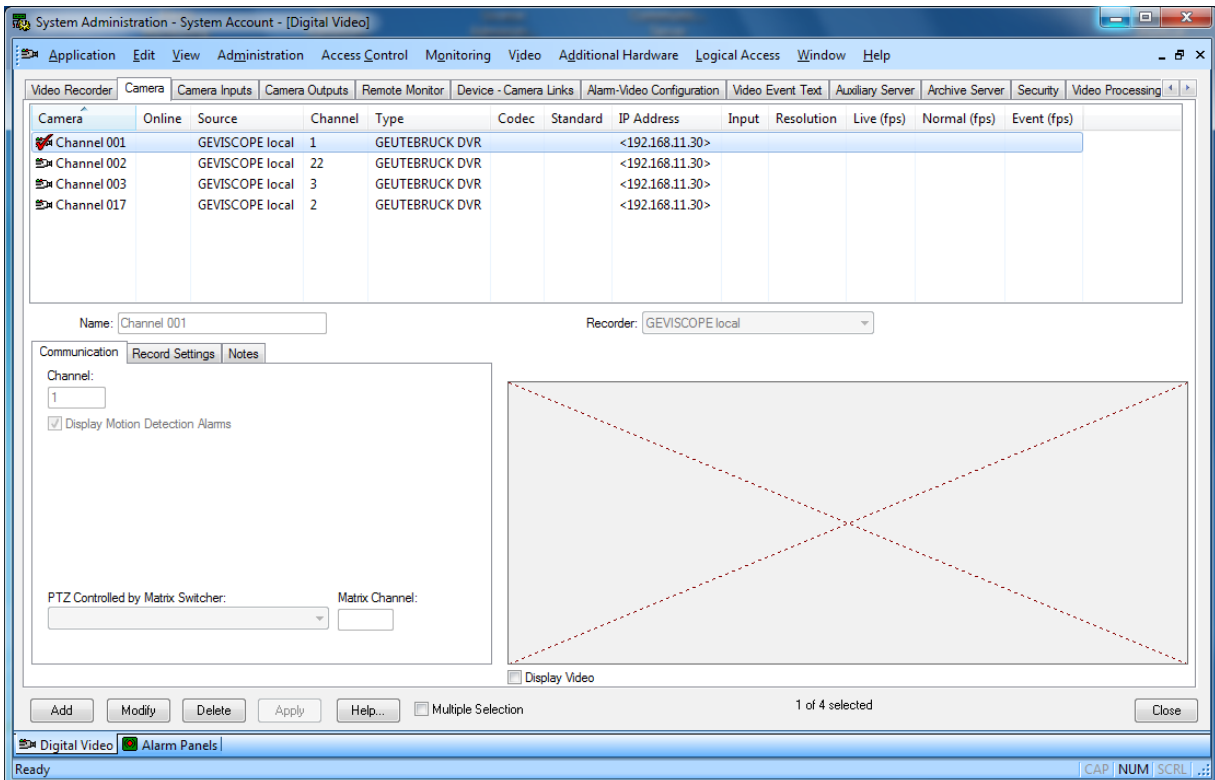 System Administration - System Account - [Digital Video]
Application Edit View Administration Access Control Monitoring Video Additional Hardware Logical Access Window Help
Video Recorder Camera Camera Inputs Camera Outputs Remote Monitor Device - Camera Links Alarm-Video Configuration Video Event Text Auxiliary Server Archive Server Security Video Processing
Camera Online Source Channel Type Codec Standard IP Address Input Resolution Live (fps) Normal (fps) Event (fps)
Channel 001 GEVISCOPE local 1 GEUTEBRUCK DVR <192.168.11.30>
Channel 002 GEVISCOPE local 22 GEUTEBRUCK DVR <192.168.11.30>
Channel 003 GEVISCOPE local 3 GEUTEBRUCK DVR <192.168.11.30>
Channel 017 GEVISCOPE local 2 GEUTEBRUCK DVR <192.168.11.30>
Name: Channel 001 Recorder: GEVISCOPE local
Communication Record Settings Notes
Channel:
1
Display Motion Detection Alarms
PTZ Controlled by Matrix Switcher: Matrix Channel:
Display Video
Add Modify Delete Apply Help... Multiple Selection 1 of 4 selected Close
Digital Video Alarm Panels
Ready CAP NUM SCRL